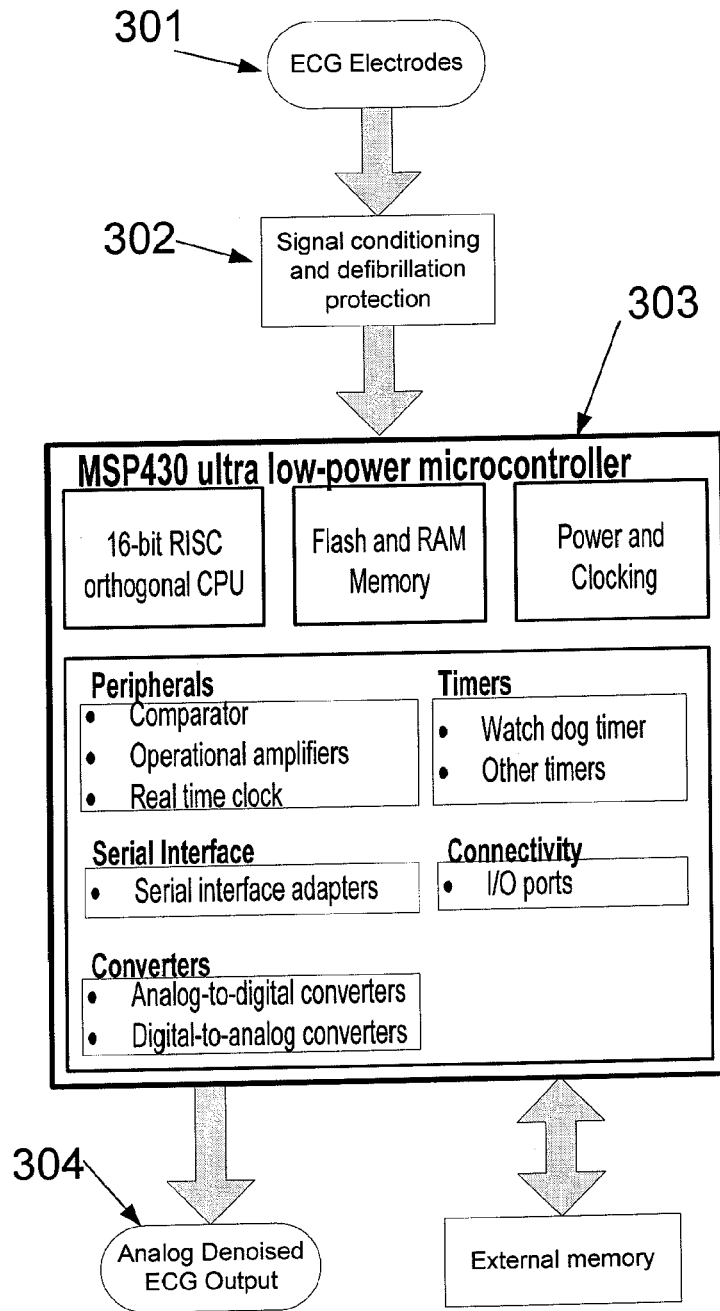 301
ECG Electrodes
302
Signal conditioning
and defibrillation
protection
303
MSP430 ultra low-power microcontroller
16-bit RISC
orthogonal CPU
Flash and RAM
Memory
Power and
Clocking
Peripherals
• Comparator
• Operational amplifiers
• Real time clock
Timers
• Watch dog timer
• Other timers
Serial Interface
• Serial interface adapters
Connectivity
• I/O ports
Converters
• Analog-to-digital converters
• Digital-to-analog converters
304
Analog Denoised
ECG Output
External memory